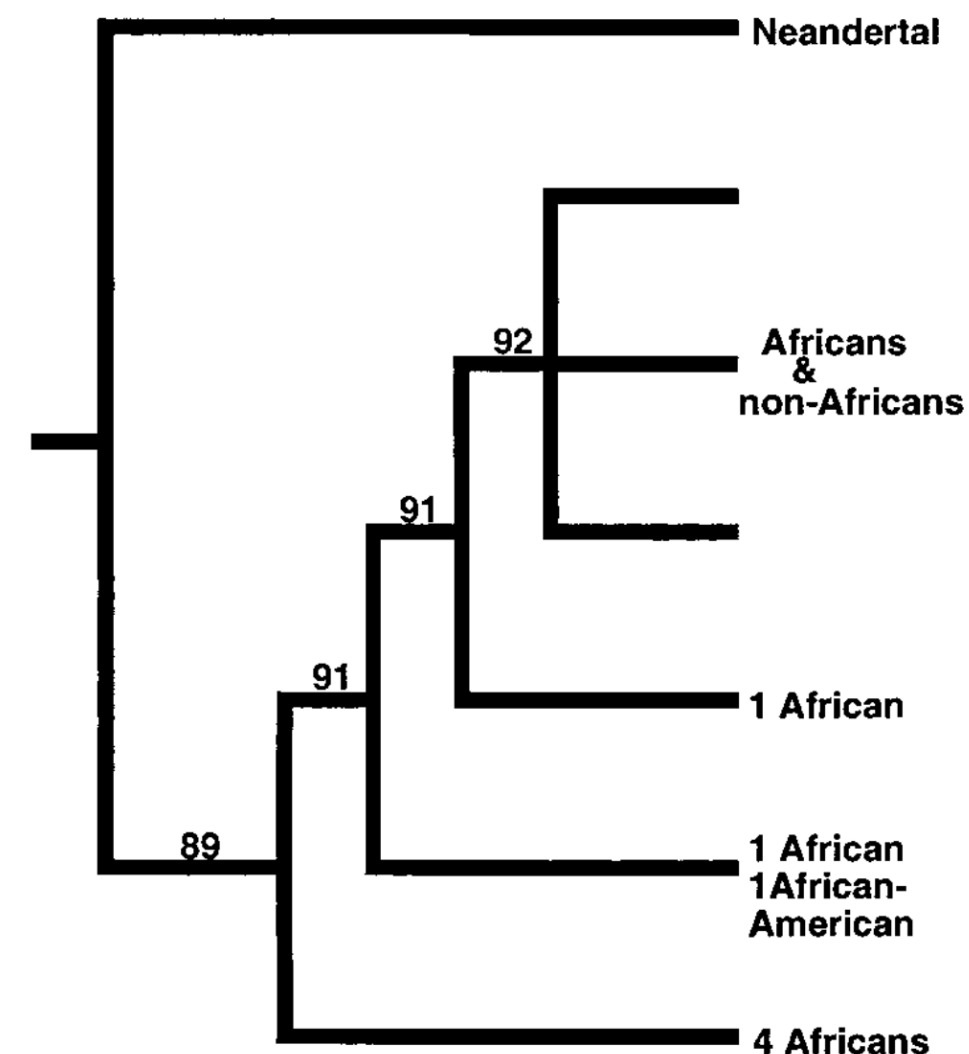 Neandertal
92
Africans
&
non-Africans
91
91
1 African
89
1 African
1African-
American
4 Africans